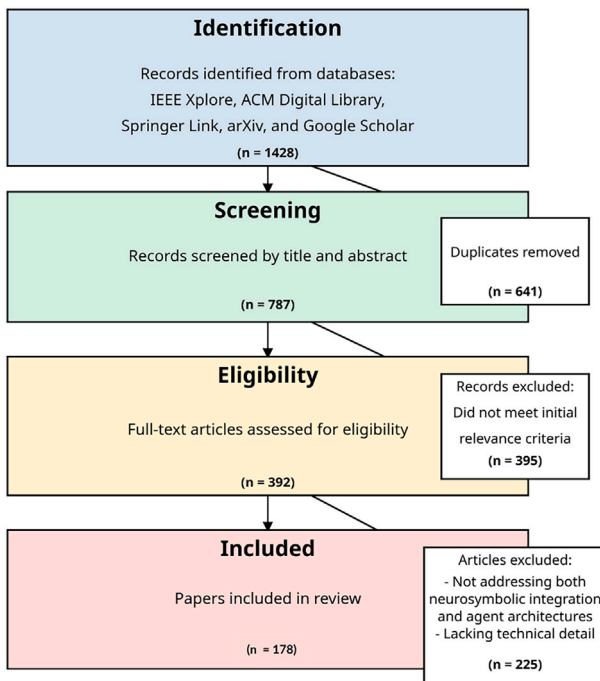 Identification
Records identified from databases:
IEEE Xplore, ACM Digital Library,
Springer Link, arXiv, and Google Scholar
(n = 1428)
Screening
Records screened by title and abstract
(n = 787)
Duplicates removed
(n = 641)
Eligibility
Full-text articles assessed for eligibility
(n = 392)
Records excluded:
Did not meet initial
relevance criteria
(n = 395)
Included
Papers included in review
(n = 178)
Articles excluded:
- Not addressing both
neurosymbolic integration
and agent architectures
- Lacking technical detail
(n = 225)